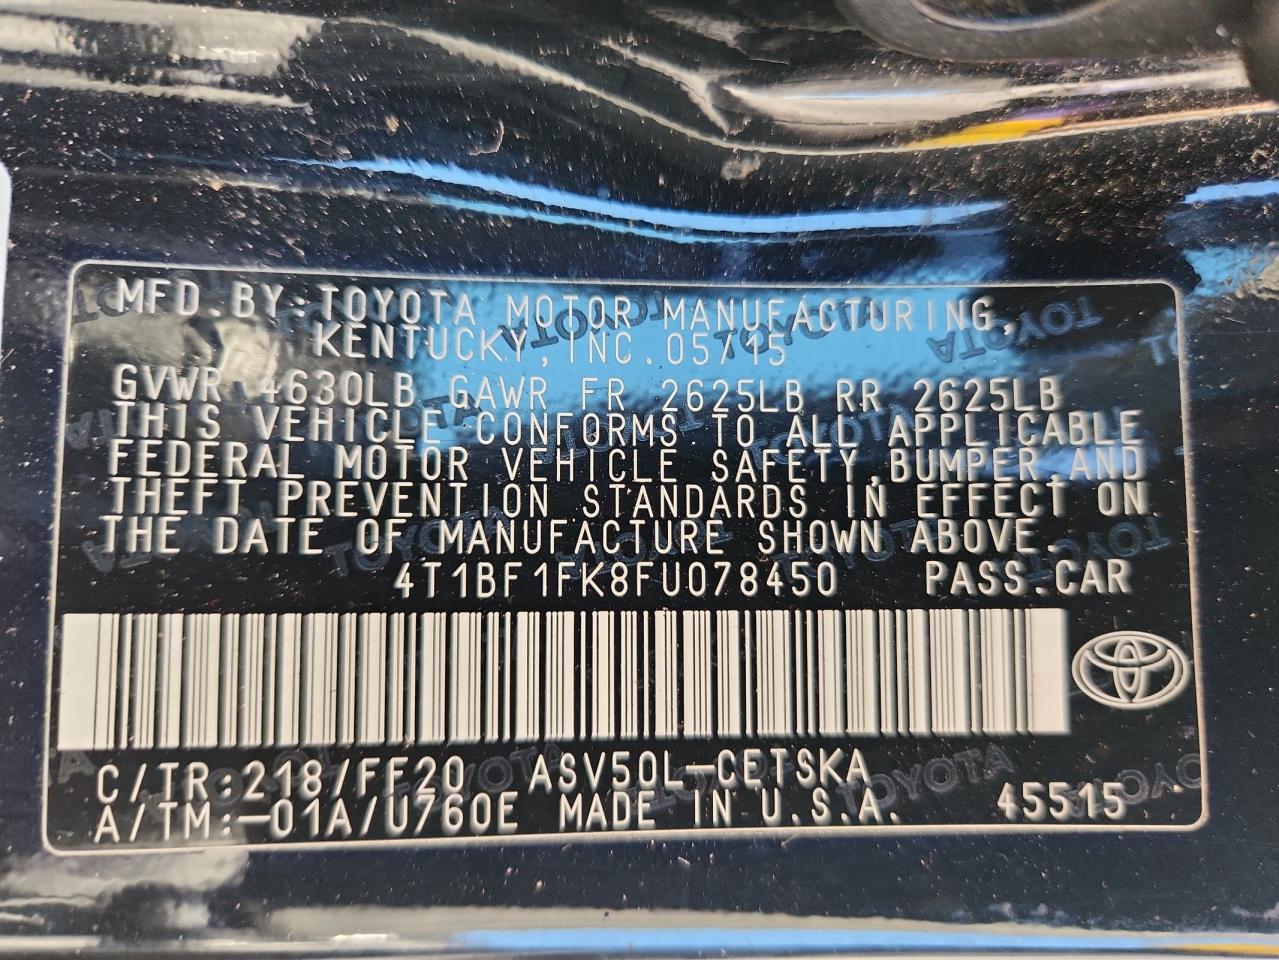 MFD.BY:TOYOTA MOTOR MANUFACTURING,
KENTUCKY,INC.05/15
GVWR 4630LB GAWR FR 2625LB RR 2625LB
THIS VEHICLE CONFORMS TO ALL APPLICABLE
FEDERAL MOTOR VEHICLE SAFETY,BUMPER,AND
THEFT PREVENTION STANDARDS IN EFFECT ON
THE DATE OF MANUFACTURE SHOWN ABOVE.
4T1BF1FK8FU078450 PASS.CAR
C/TR:218/FF20 ASV50L-CETSKA
A/TM:-01A/U760E MADE IN U.S.A. 45515